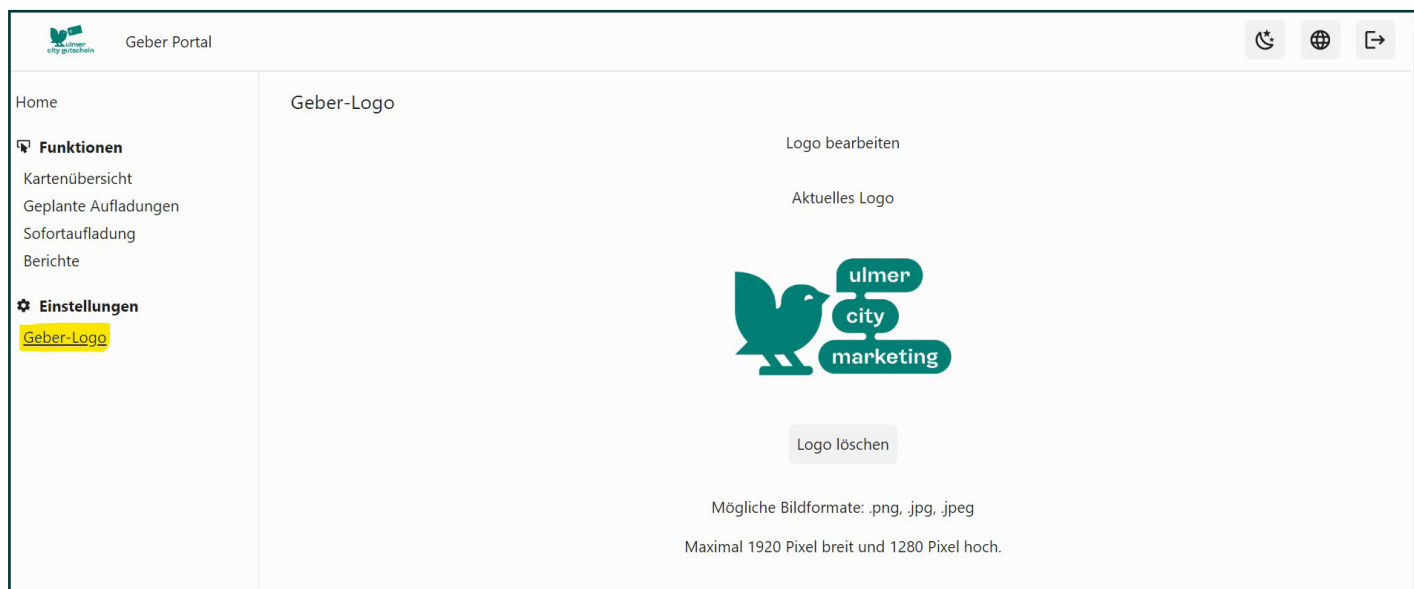 ulmer
city gutschein
Geber Portal
Home
Funktionen
Kartenübersicht
Geplante Aufladungen
Sofortaufladung
Berichte
Einstellungen
Geber-Logo
Geber-Logo
Logo bearbeiten
Aktuelles Logo
ulmer
city
marketing
Logo löschen
Mögliche Bildformate: .png, .jpg, .jpeg
Maximal 1920 Pixel breit und 1280 Pixel hoch.